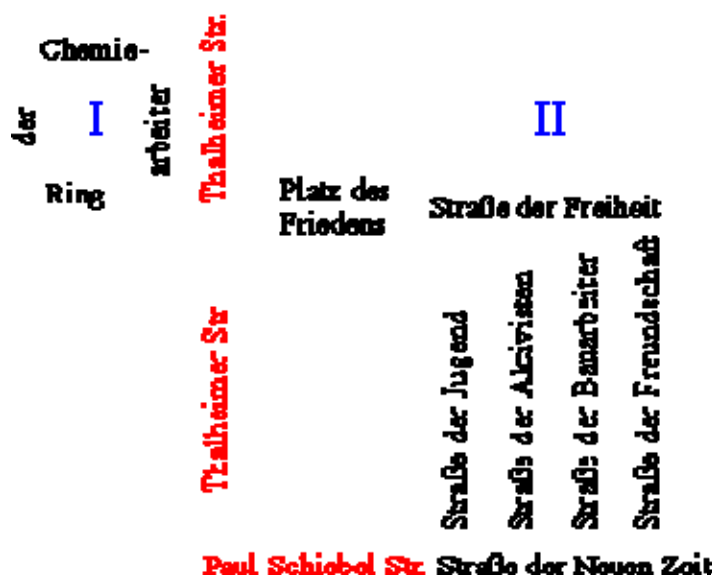 Chemie-
der
I
arbeiter
Ring
Thalheimer Str.
II
Platz des
Friedens
Straße der Freiheit
Thalheimer Str
Straße der Jugend
Straße der Aktivisten
Straße der Bauarbeiter
Straße der Freundschaft
Paul Schiebel Str. Straße der Neuen Zeit